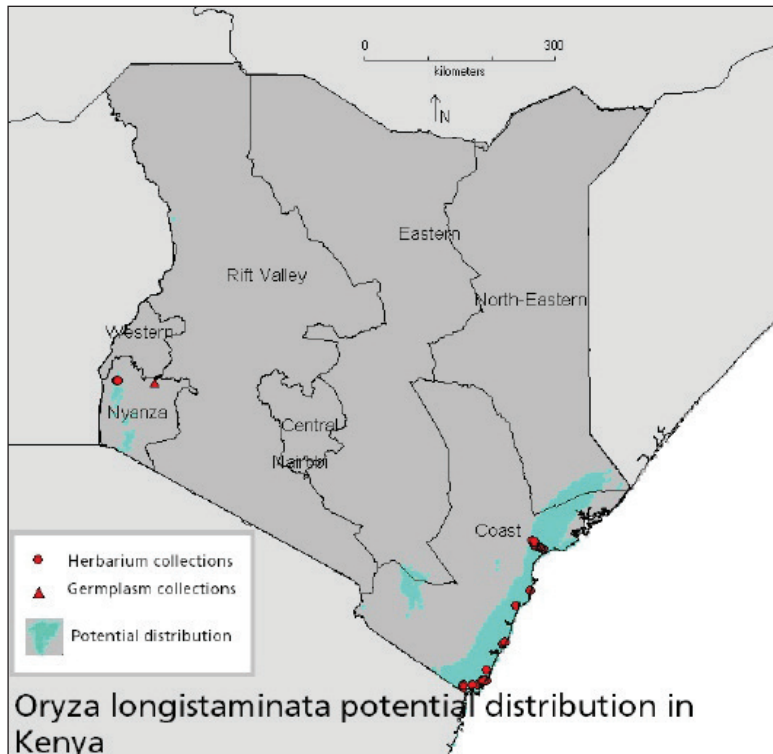 0 300
kilometers
N
Eastern
Rift Valley
North-Eastern
Western
Nyanza
Central
Nairobi
Coast
Herbarium collections
Germplasm collections
Potential distribution
Oryza longistaminata potential distribution in
Kenya